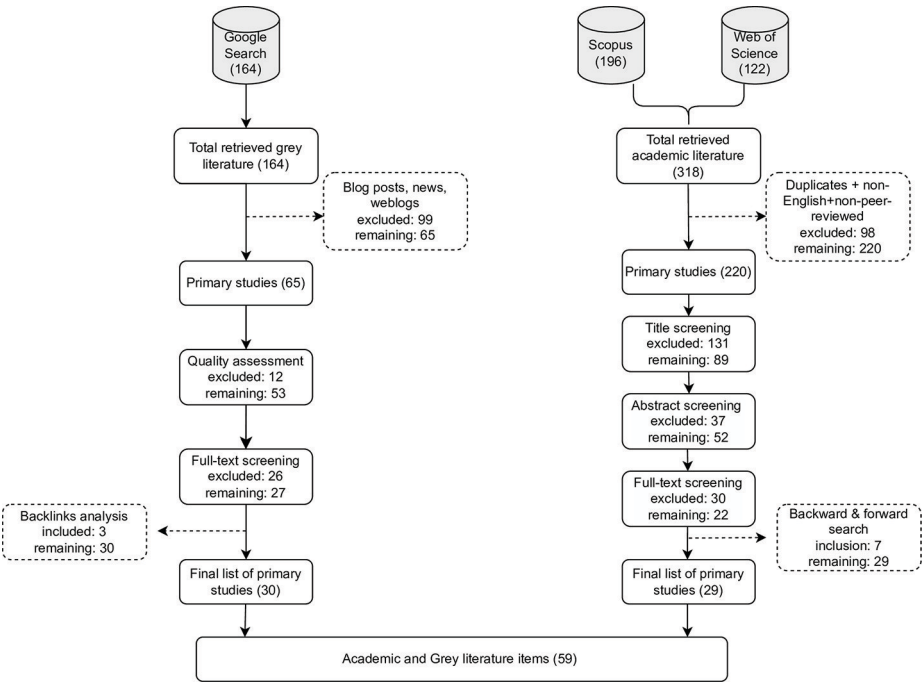 Google
Search
(164)
Scopus
(196)
Web of
Science
(122)
Total retrieved grey
literature (164)
Total retrieved
academic literature
(318)
Blog posts, news,
weblogs
excluded: 99
remaining: 65
Duplicates + non-
English+non-peer-
reviewed
excluded: 98
remaining: 220
Primary studies (65)
Primary studies (220)
Title screening
excluded: 131
remaining: 89
Quality assessment
excluded: 12
remaining: 53
Abstract screening
excluded: 37
remaining: 52
Full-text screening
excluded: 26
remaining: 27
Full-text screening
excluded: 30
remaining: 22
Backlinks analysis
included: 3
remaining: 30
Backward & forward
search
inclusion: 7
remaining: 29
Final list of primary
studies (30)
Final list of primary
studies (29)
Academic and Grey literature items (59)